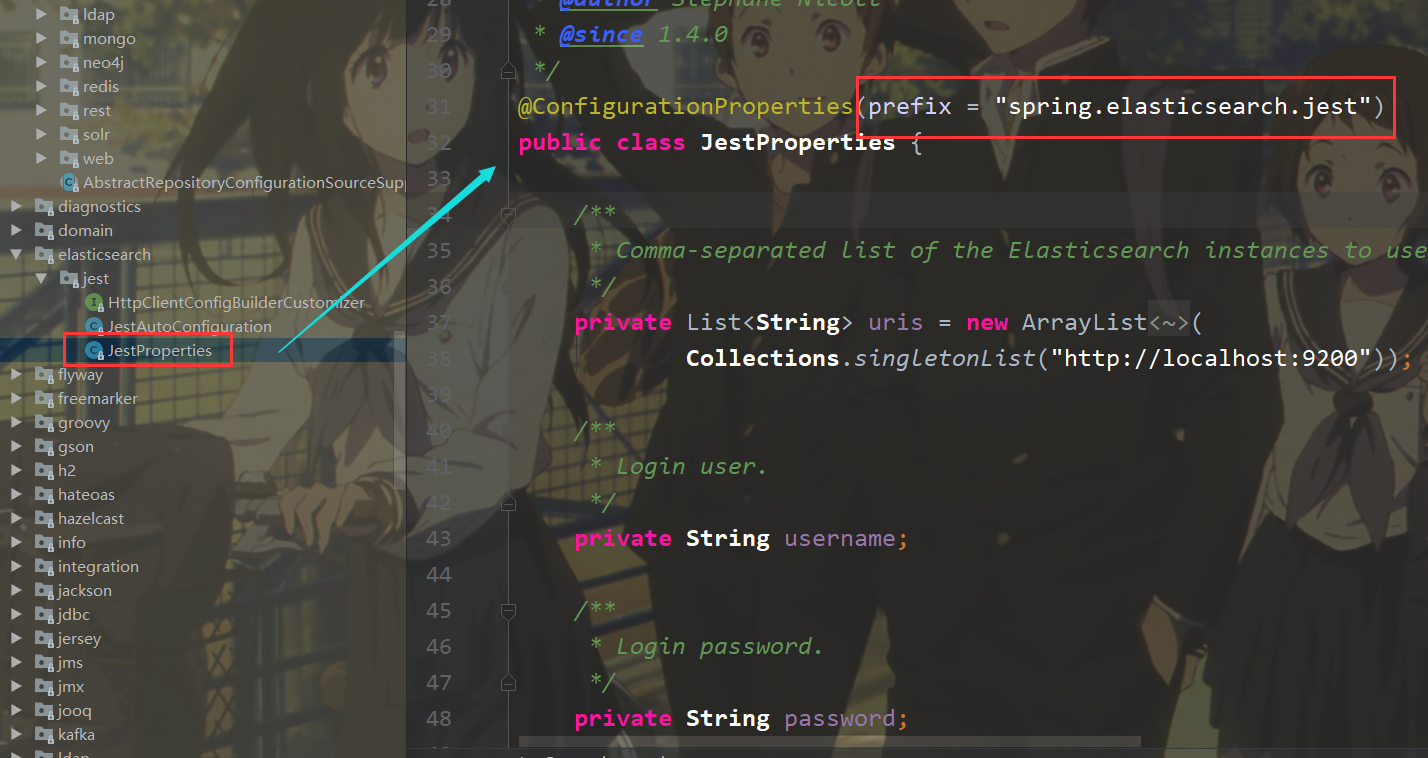 ldap
mongo
neo4j
redis
rest
solr
web
AbstractRepositoryConfigurationSourceSupp
diagnostics
domain
elasticsearch
jest
HttpClientConfigBuilderCustomizer
JestAutoConfiguration
JestProperties
flyway
freemarker
groovy
gson
h2
hateoas
hazelcast
info
integration
jackson
jdbc
jersey
jms
jmx
jooq
kafka
ldap
28 * @author Stephane Nicoll
29 * @since 1.4.0
30 */
31 @ConfigurationProperties(prefix = "spring.elasticsearch.jest")
32 public class JestProperties {
33
34 /**
35 * Comma-separated list of the Elasticsearch instances to use
36 */
37 private List<String> uris = new ArrayList<~>(
38 Collections.singletonList("http://localhost:9200"));
39
40 /**
41 * Login user.
42 */
43 private String username;
44
45 /**
46 * Login password.
47 */
48 private String password;